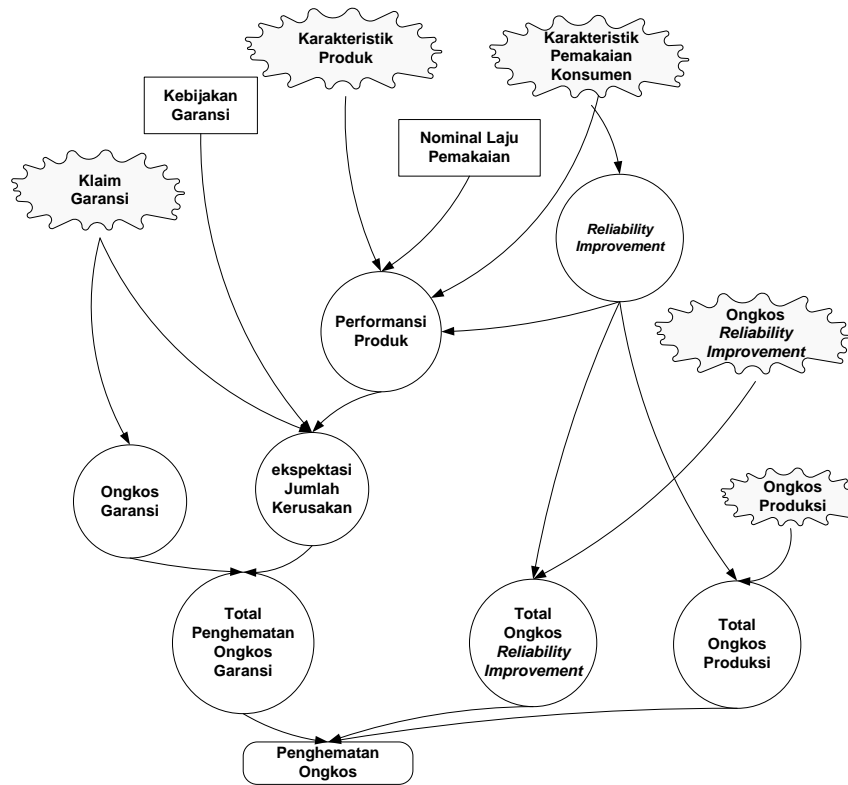 Karakteristik
Produk
Karakteristik
Pemakaian
Konsumen
Kebijakan
Garansi
Nominal Laju
Pemakaian
Klaim
Garansi
Reliability
Improvement
Performansi
Produk
Ongkos
Reliability
Improvement
ekspektasi
Jumlah
Kerusakan
Ongkos
Garansi
Ongkos
Produksi
Total
Penghematan
Ongkos
Garansi
Total
Ongkos
Reliability
Improvement
Total
Ongkos
Produksi
Penghematan
Ongkos